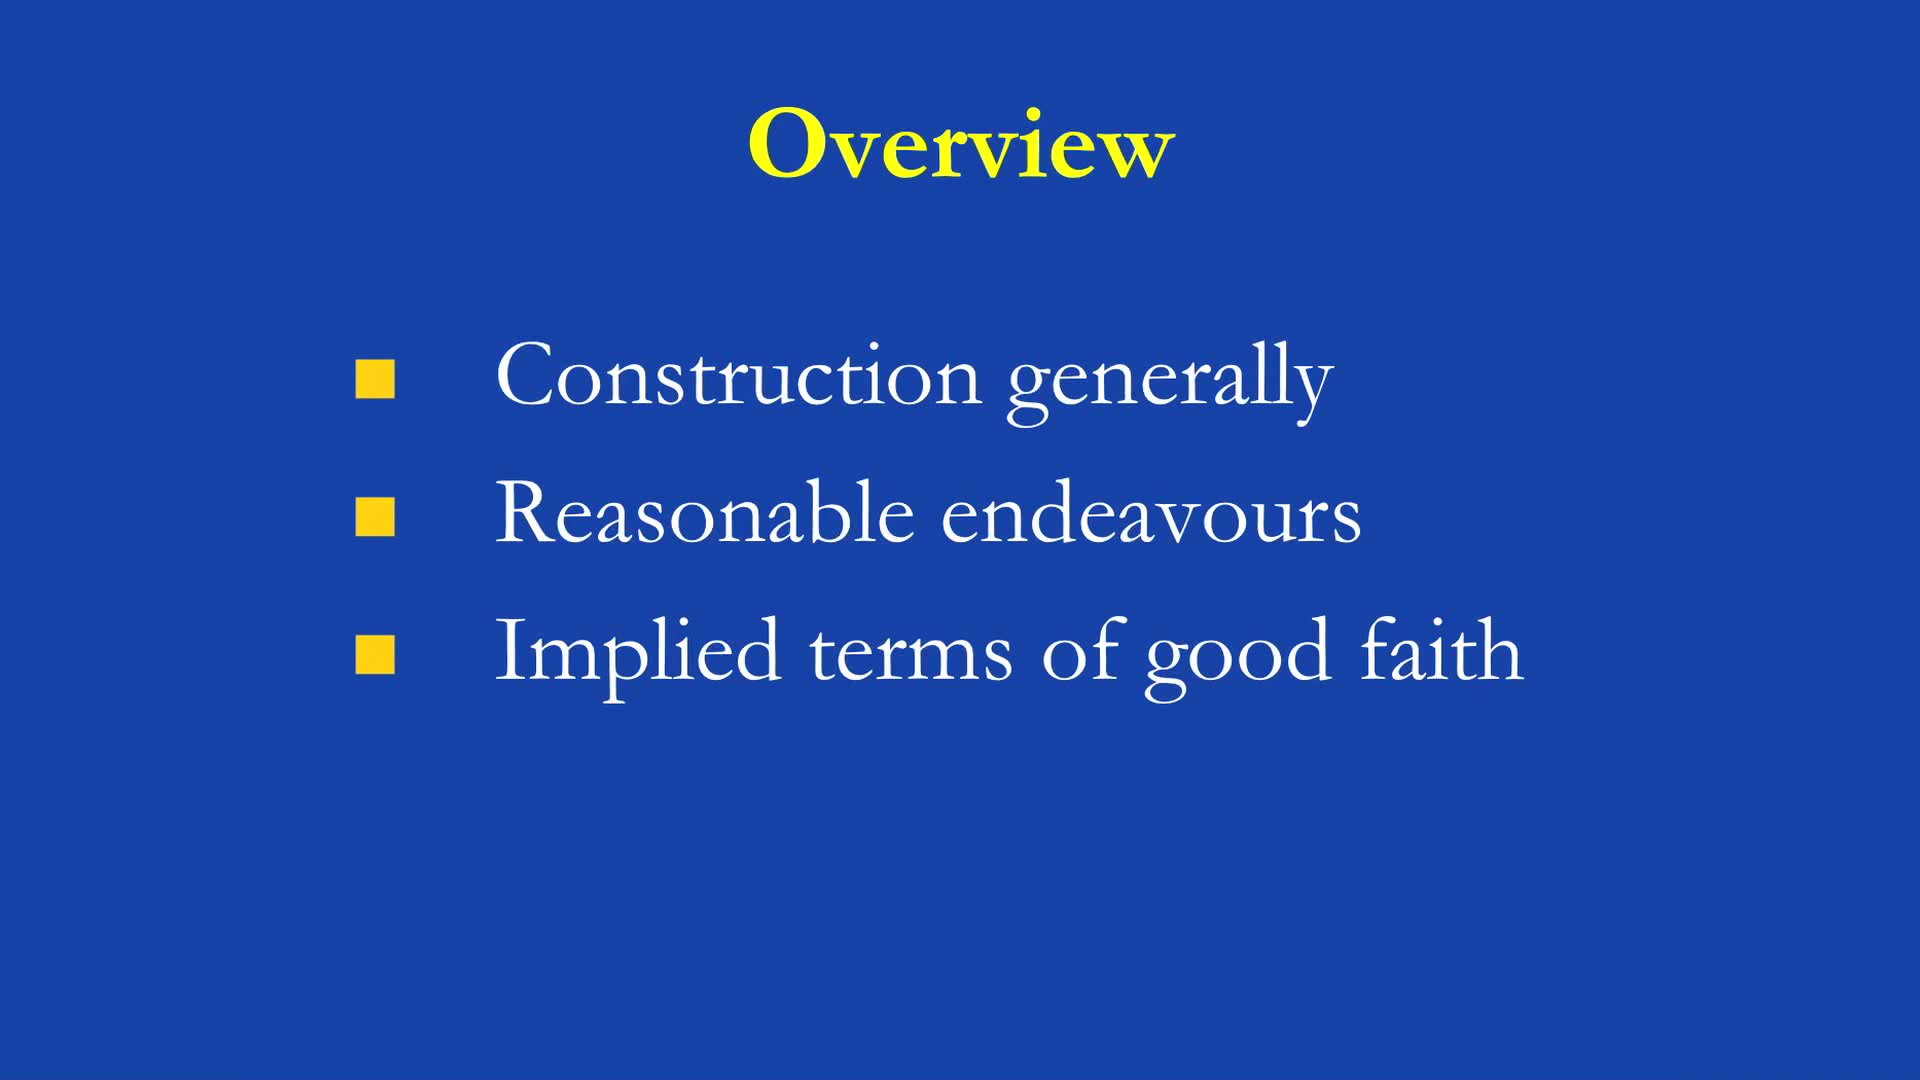 Overview
Construction generally
Reasonable endeavours
Implied terms of good faith